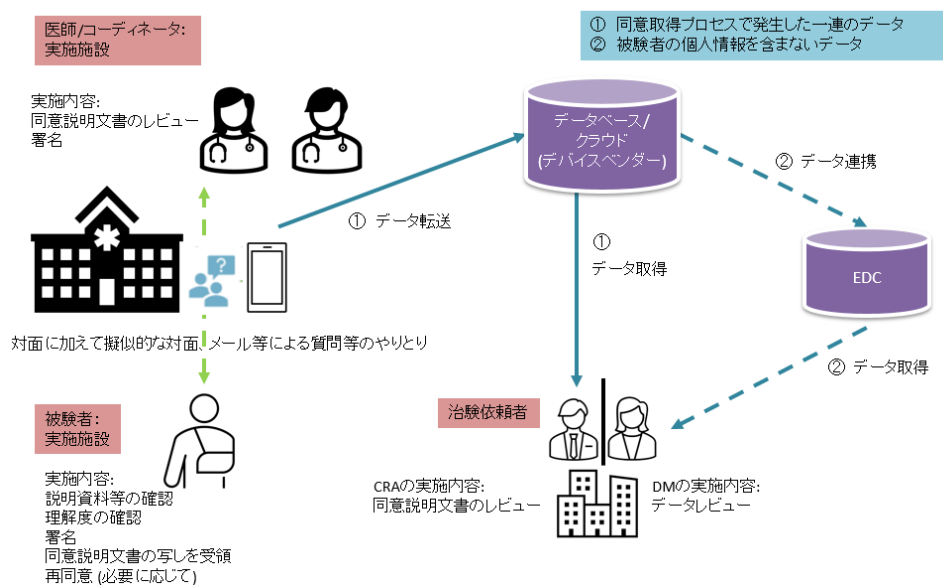 医師/コーディネータ:
実施施設
① 同意取得プロセスで発生した一連のデータ
② 被験者の個人情報を含まないデータ
実施内容:
同意説明文書のレビュー
署名
データベース/
クラウド
(デバイスベンダー)
② データ連携
① データ転送
①
データ取得
EDC
?
対面に加えて擬似的な対面、メール等による質問等のやりとり
② データ取得
被験者:
実施施設
治験依頼者
実施内容:
説明資料等の確認
理解度の確認
署名
同意説明文書の写しを受領
再同意 (必要に応じて)
CRAの実施内容:
同意説明文書のレビュー
DMの実施内容:
データレビュー